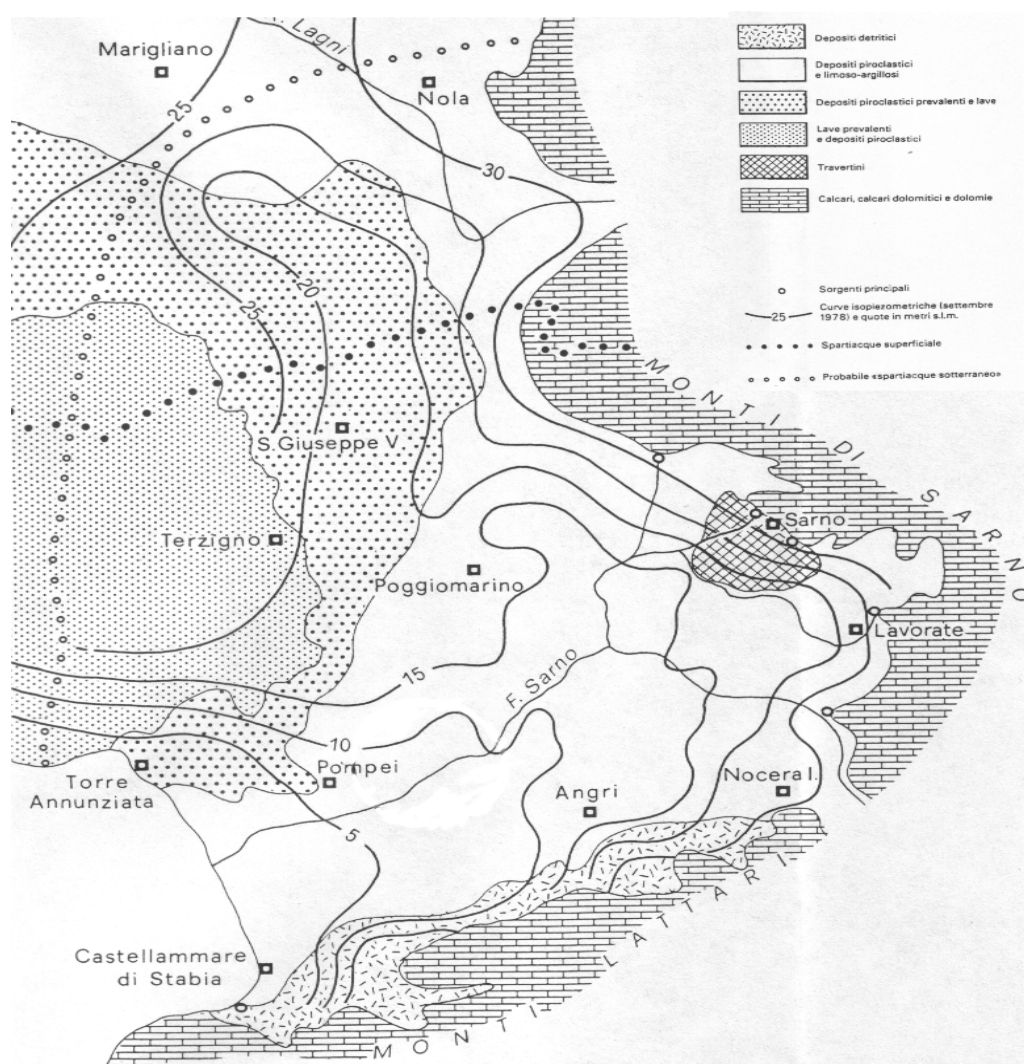 Lagni
Marigliano
Nola
25
30
20
25
S.Giuseppe V.
Terzigno
Poggiomarino
Sarno
Lavorate
15
F. Sarno
10
Pompei
Torre
Annunziata
Angri
Nocera I.
5
Castellammare
di Stabia
MONTI DI SARNO
MONTI LATTARI
Depositi detritici
Depositi piroclastici
e limoso-argillosi
Depositi piroclastici prevalenti e lave
Lave prevalenti
e depositi piroclastici
Travertini
Calcari, calcari dolomitici e dolomie
Sorgenti principali
25
Curve isopiezometriche (settembre
1978) e quote in metri s.l.m.
Spartiacque superficiale
Probabile «spartiacque sotterraneo»